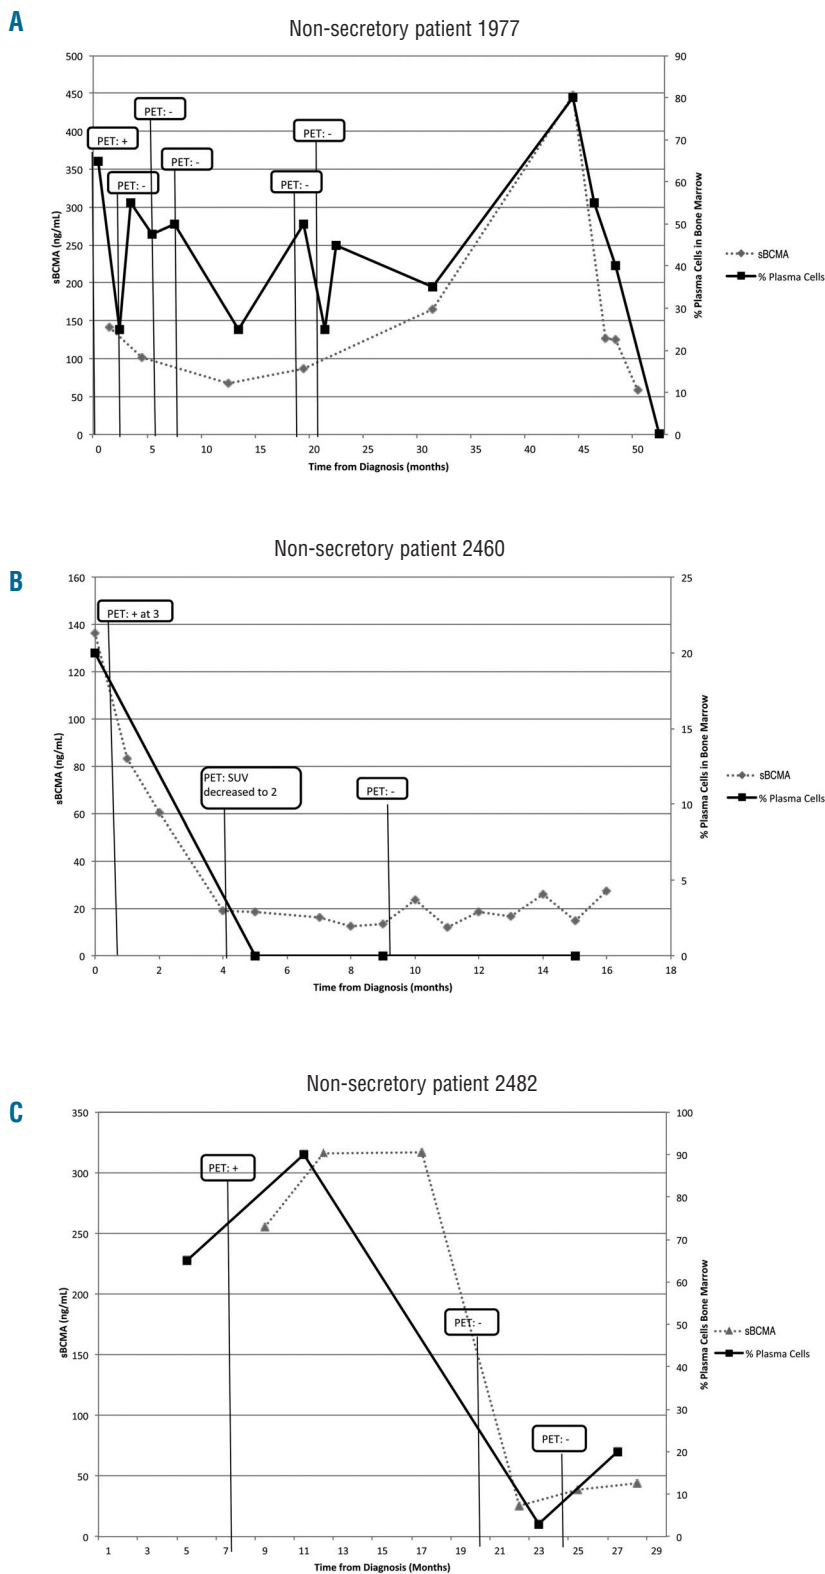 A
Non-secretory patient 1977
500
450
400
350
300
250
200
150
100
50
0
sBCMA (ng/mL)
PET: +
PET: -
PET: -
PET: -
PET: -
PET: -
90
80
70
60
50
40
30
20
10
0
% Plasma Cells in Bone Marrow
sBCMA
% Plasma Cells
0 5 10 15 20 25 30 35 40 45 50
Time from Diagnosis (months)
B
Non-secretory patient 2460
160
140
120
100
80
60
40
20
0
sBCMA (ng/mL)
PET: + at 3
PET: SUV
decreased to 2
PET: -
25
20
15
10
5
0
% Plasma Cells in Bone Marrow
sBCMA
% Plasma Cells
0 2 4 6 8 10 12 14 16 18
Time from Diagnosis (months)
C
Non-secretory patient 2482
350
300
250
200
150
100
50
0
sBCMA (ng/mL)
PET: +
PET: -
PET: -
100
90
80
70
60
50
40
30
20
10
0
% Plasma Cells Bone Marrow
sBCMA
% Plasma Cells
1 3 5 7 9 11 13 15 17 19 21 23 25 27 29
Time from Diagnosis (Months)